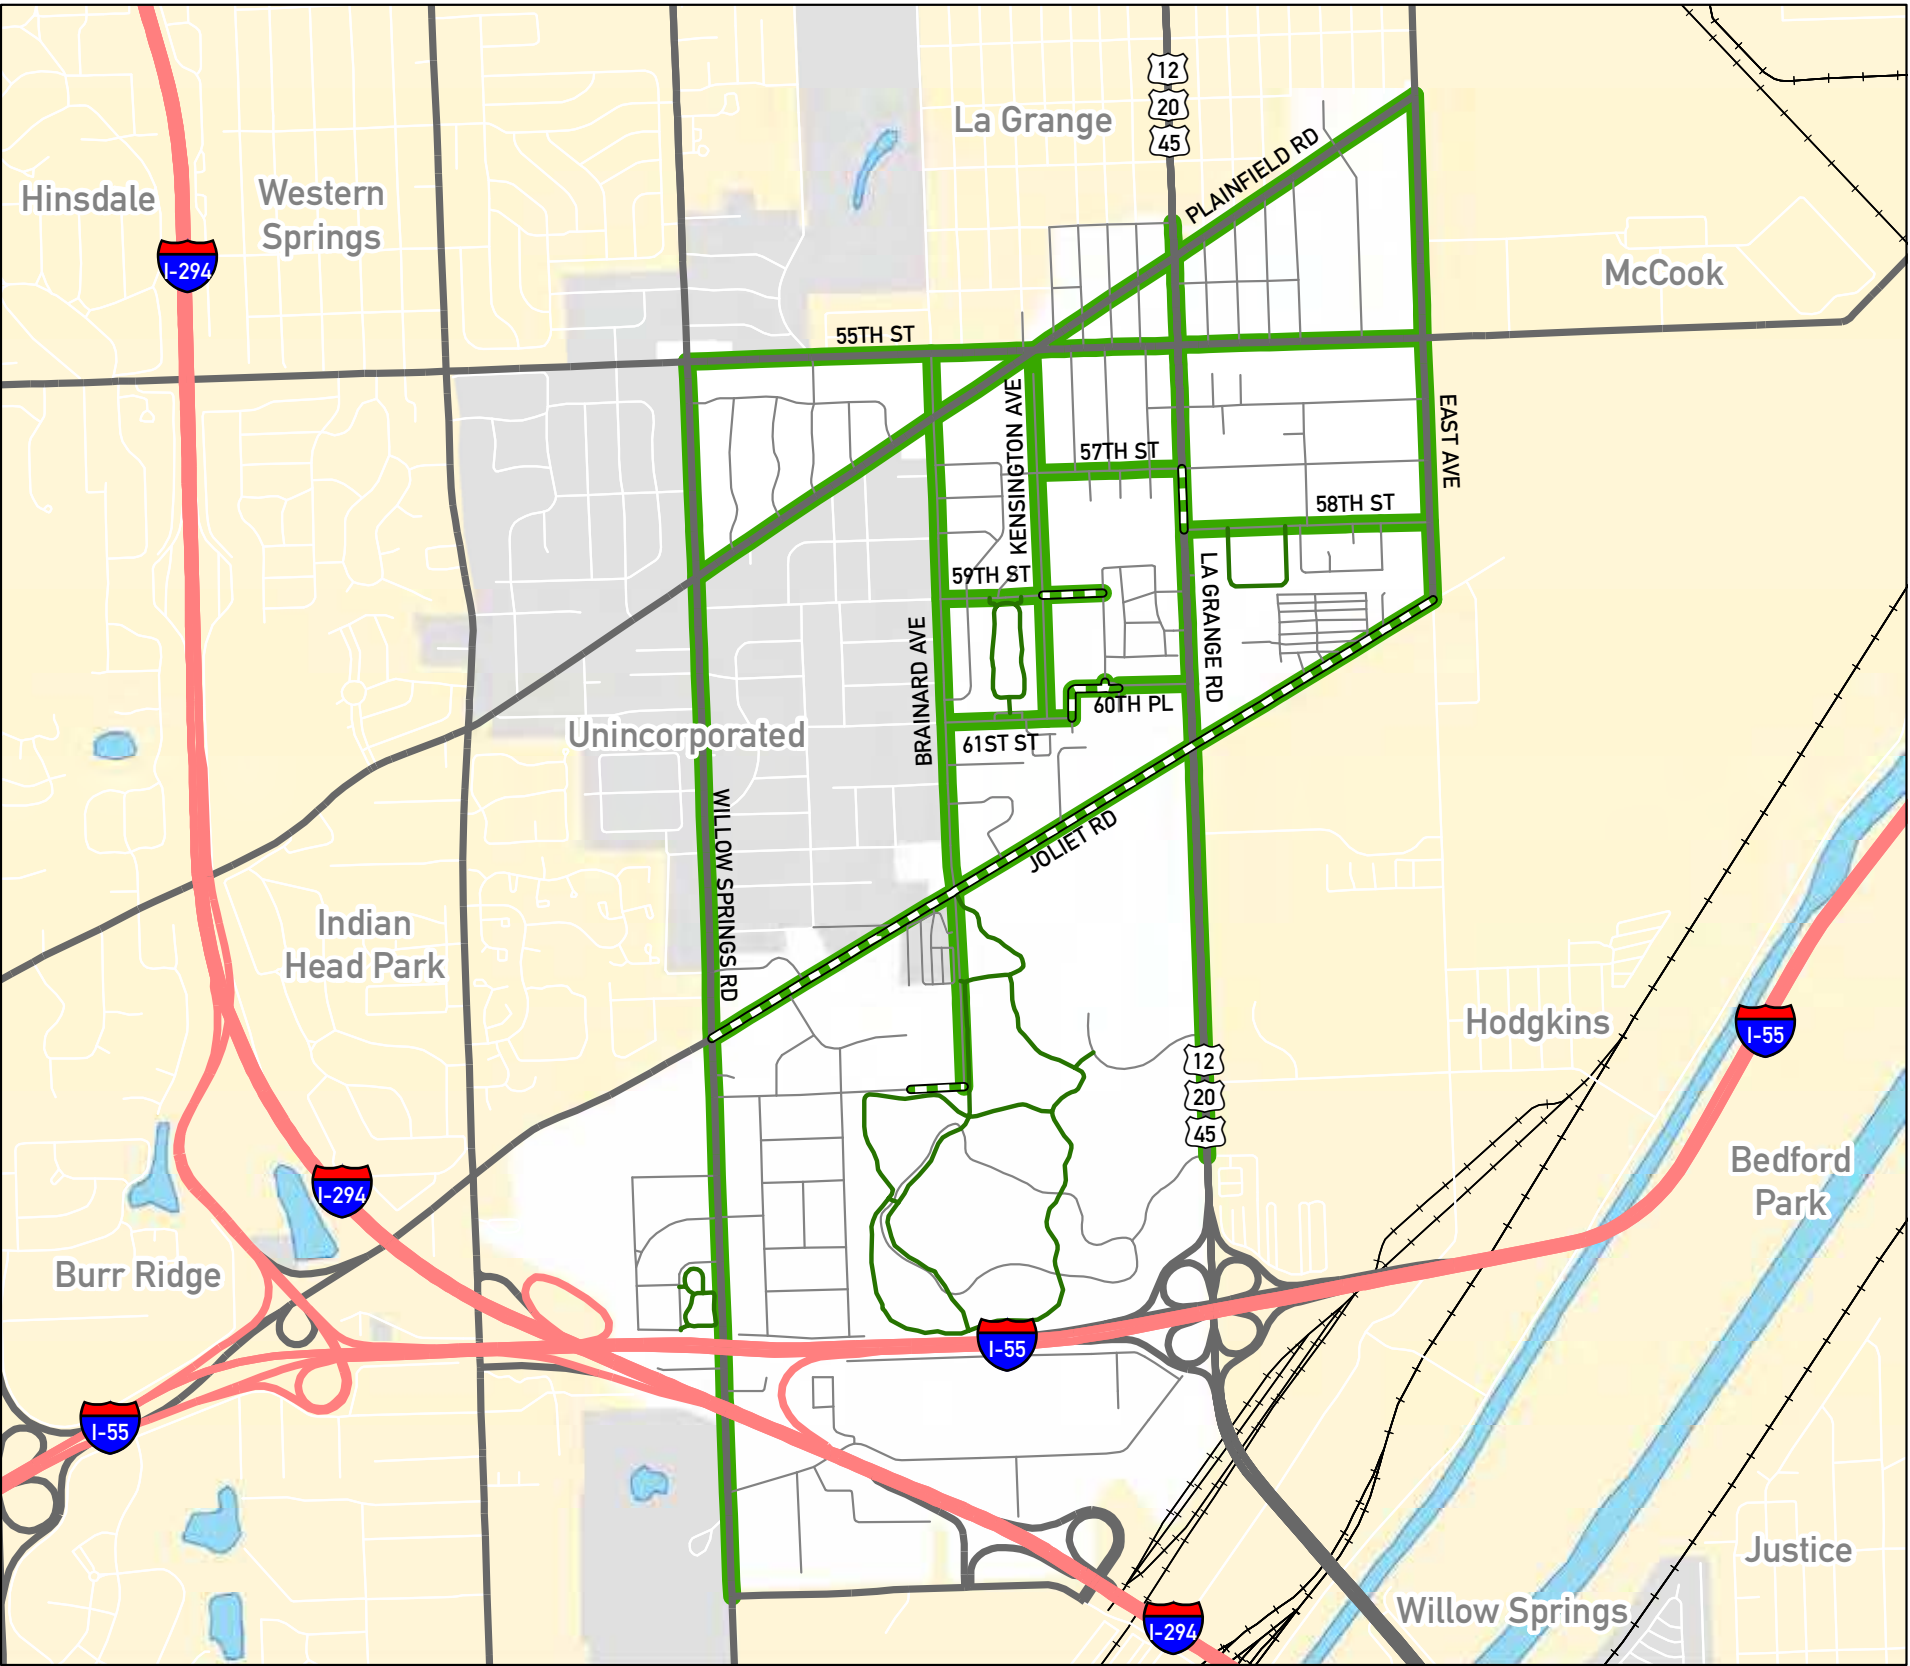 12
20
45
La Grange
PLAINFIELD RD
Hinsdale
Western
Springs
I-294
McCook
55TH ST
KENSINGTON AVE
EAST AVE
57TH ST
58TH ST
59TH ST
LA GRANGE RD
BRAINARD AVE
60TH PL
61ST ST
Unincorporated
WILLOW SPRINGS RD
JOLIET RD
Indian
Head Park
Hodgkins
I-55
12
20
45
Bedford
Park
I-294
Burr Ridge
I-55
I-55
Justice
Willow Springs
I-294